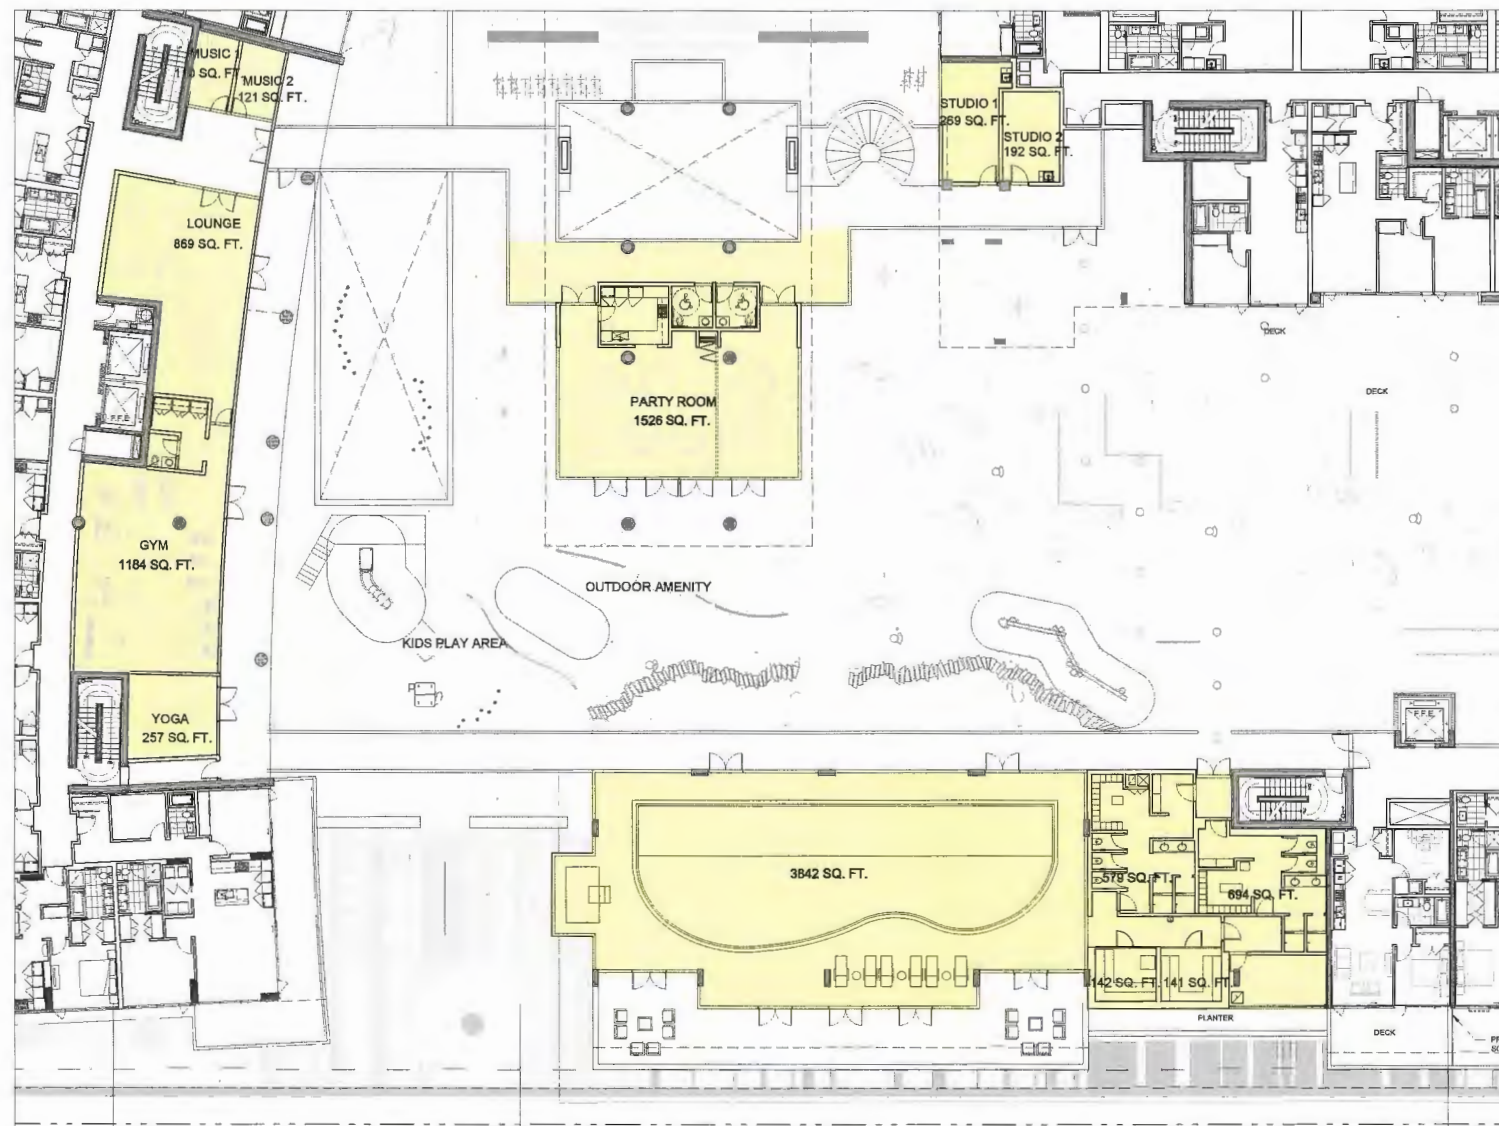 MUSIC 1
110 SQ. FT.
MUSIC 2
121 SQ. FT.
STUDIO 1
269 SQ. FT.
STUDIO 2
192 SQ. FT.
LOUNGE
869 SQ. FT.
DECK
DECK
PARTY ROOM
1526 SQ. FT.
F.F.E.
GYM
1184 SQ. FT.
OUTDOOR AMENITY
KIDS PLAY AREA
YOGA
257 SQ. FT.
F.F.E.
3842 SQ. FT.
579 SQ. FT.
694 SQ. FT.
142 SQ. FT.
141 SQ. FT.
PLANTER
DECK